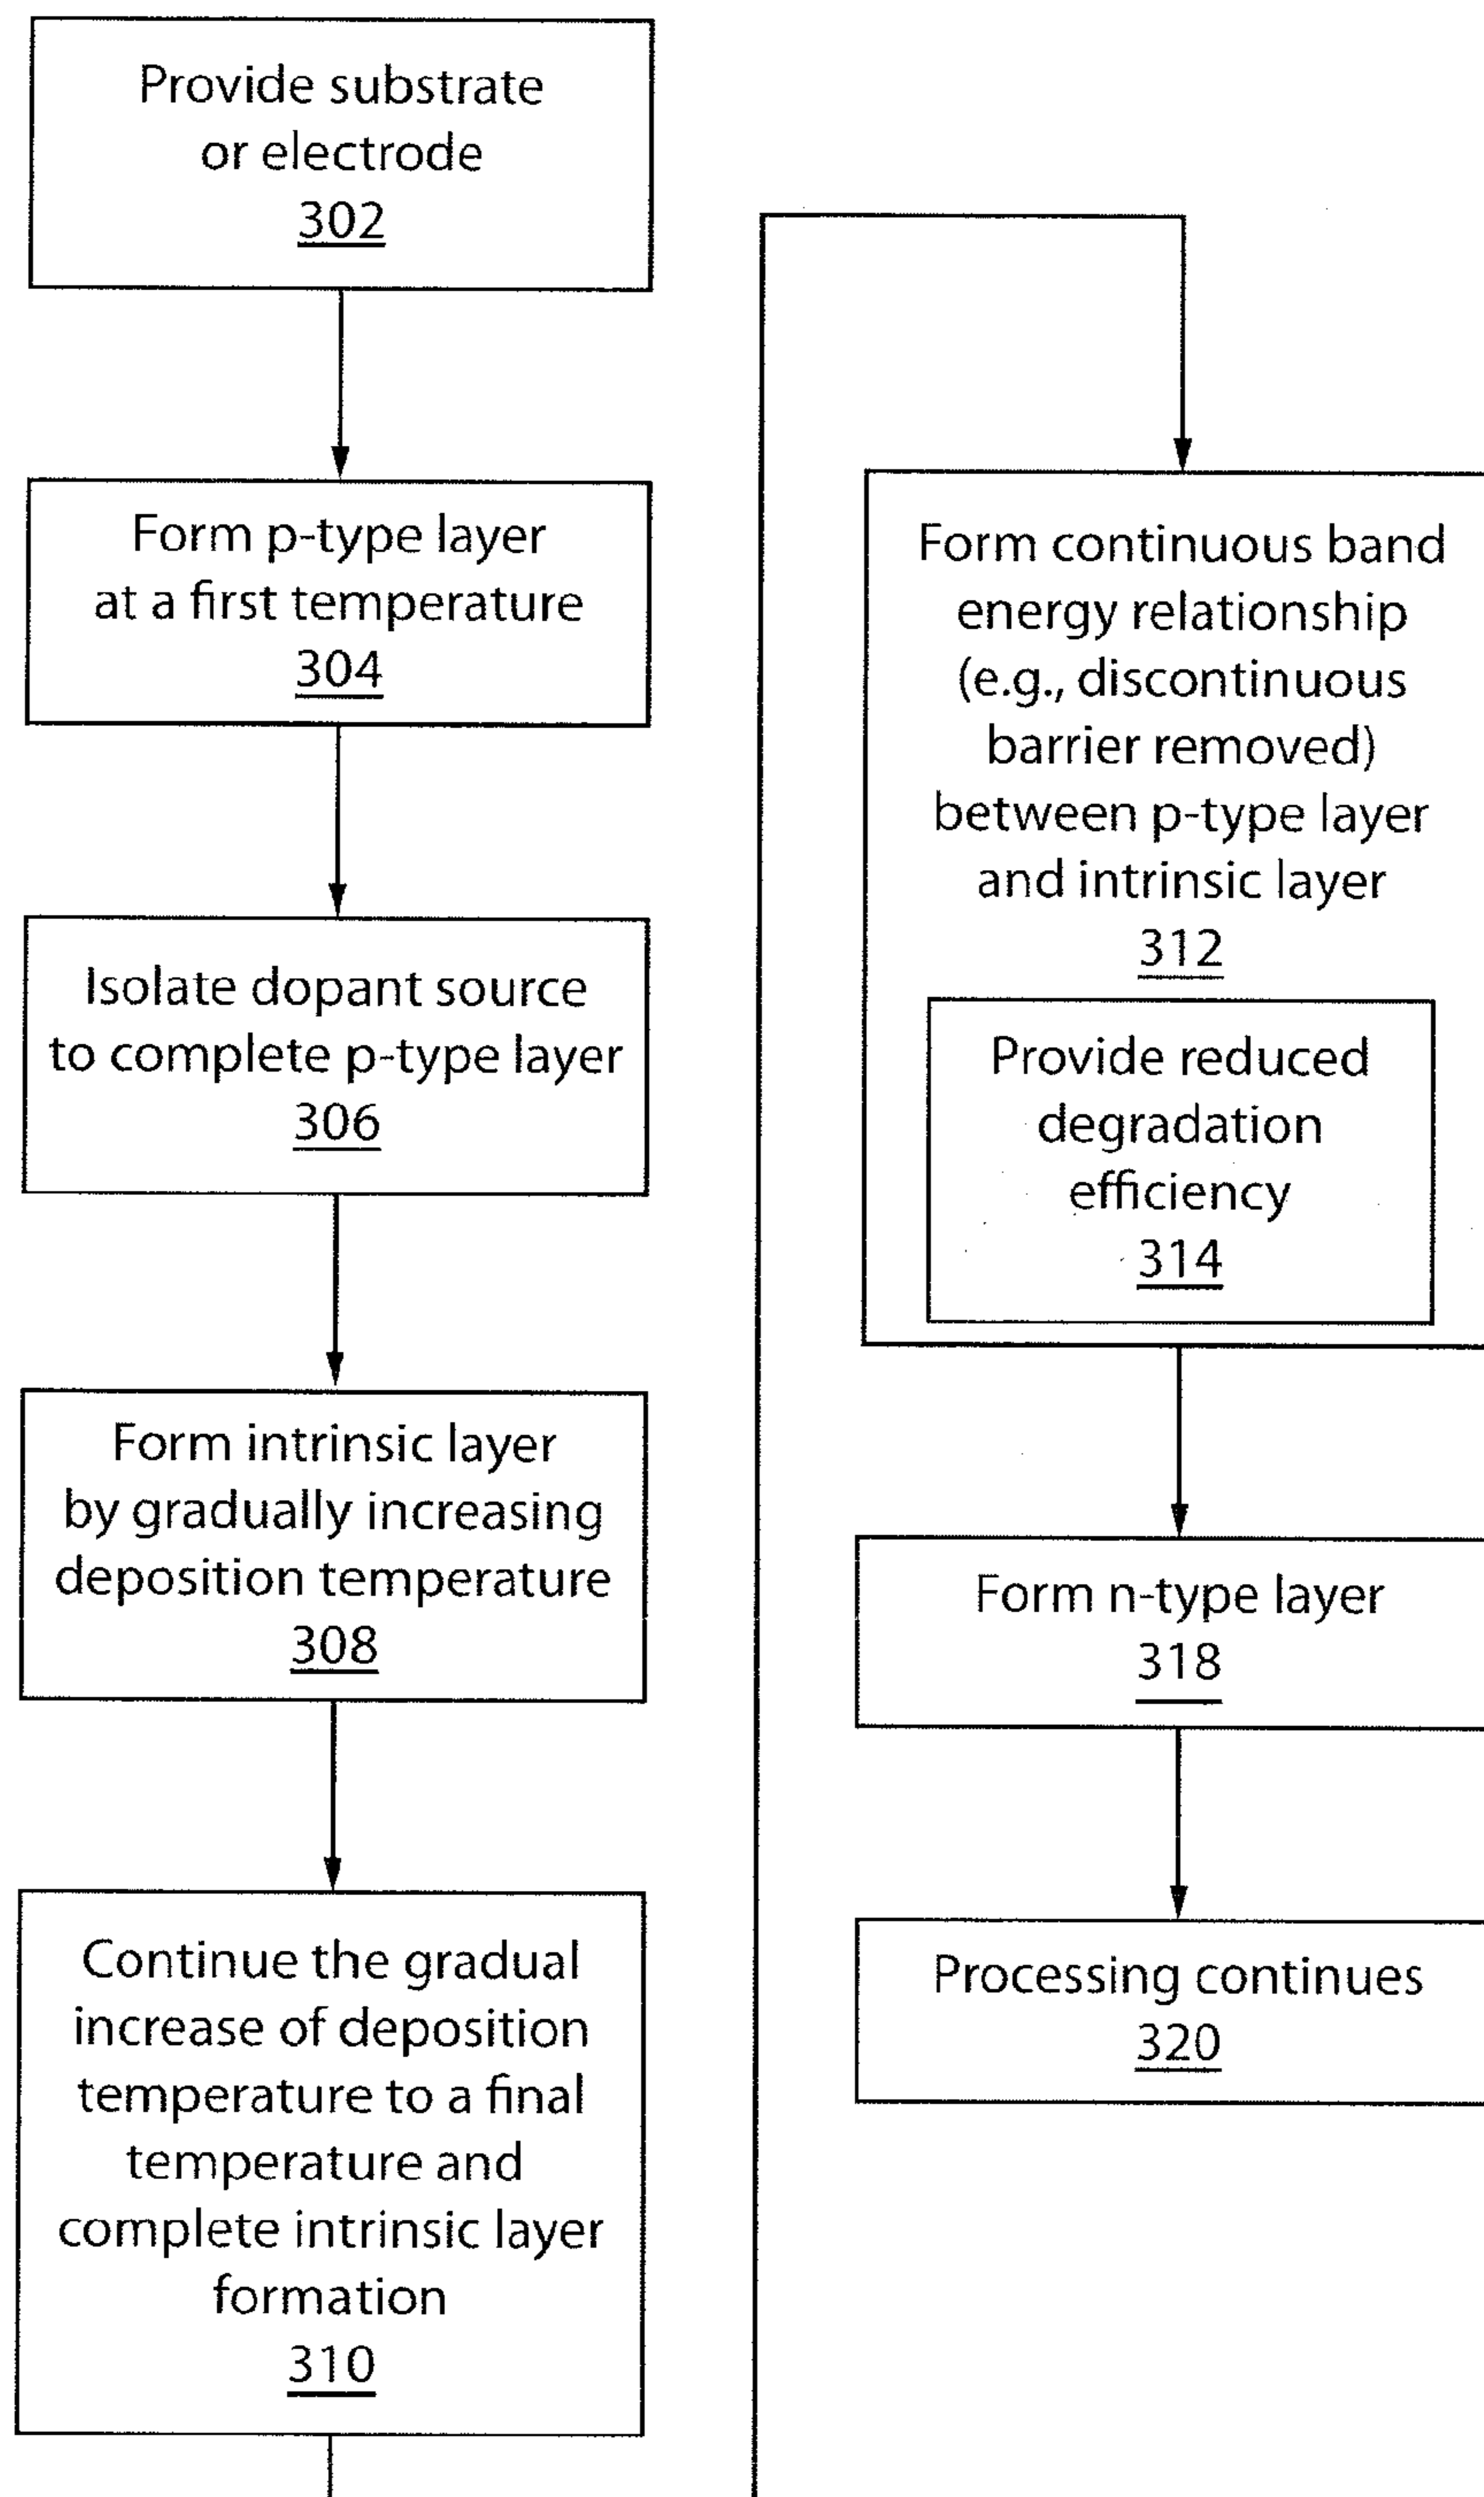 Provide substrate
or electrode
302
Form p-type layer
at a first temperature
304
Isolate dopant source
to complete p-type layer
306
Form intrinsic layer
by gradually increasing
deposition temperature
308
Continue the gradual
increase of deposition
temperature to a final
temperature and
complete intrinsic layer
formation
310
Form continuous band
energy relationship
(e.g., discontinuous
barrier removed)
between p-type layer
and intrinsic layer
312
Provide reduced
degradation
efficiency
314
Form n-type layer
318
Processing continues
320